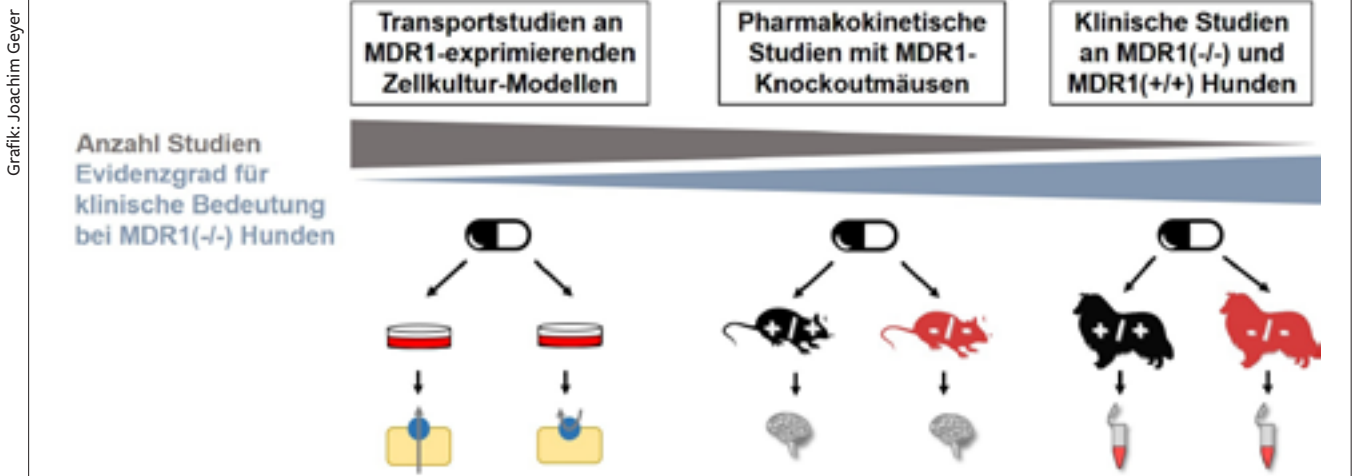 Grafik: Joachim Geyer
Transportstudien an
MDR1-exprimierenden
Zellkultur-Modellen
Pharmakokinetische
Studien mit MDR1-
Knockoutmäusen
Klinische Studien
an MDR1(-/-) und
MDR1(+/+) Hunden
Anzahl Studien
Evidenzgrad für
klinische Bedeutung
bei MDR1(-/-) Hunden
+/+
-/-
+/+
-/-